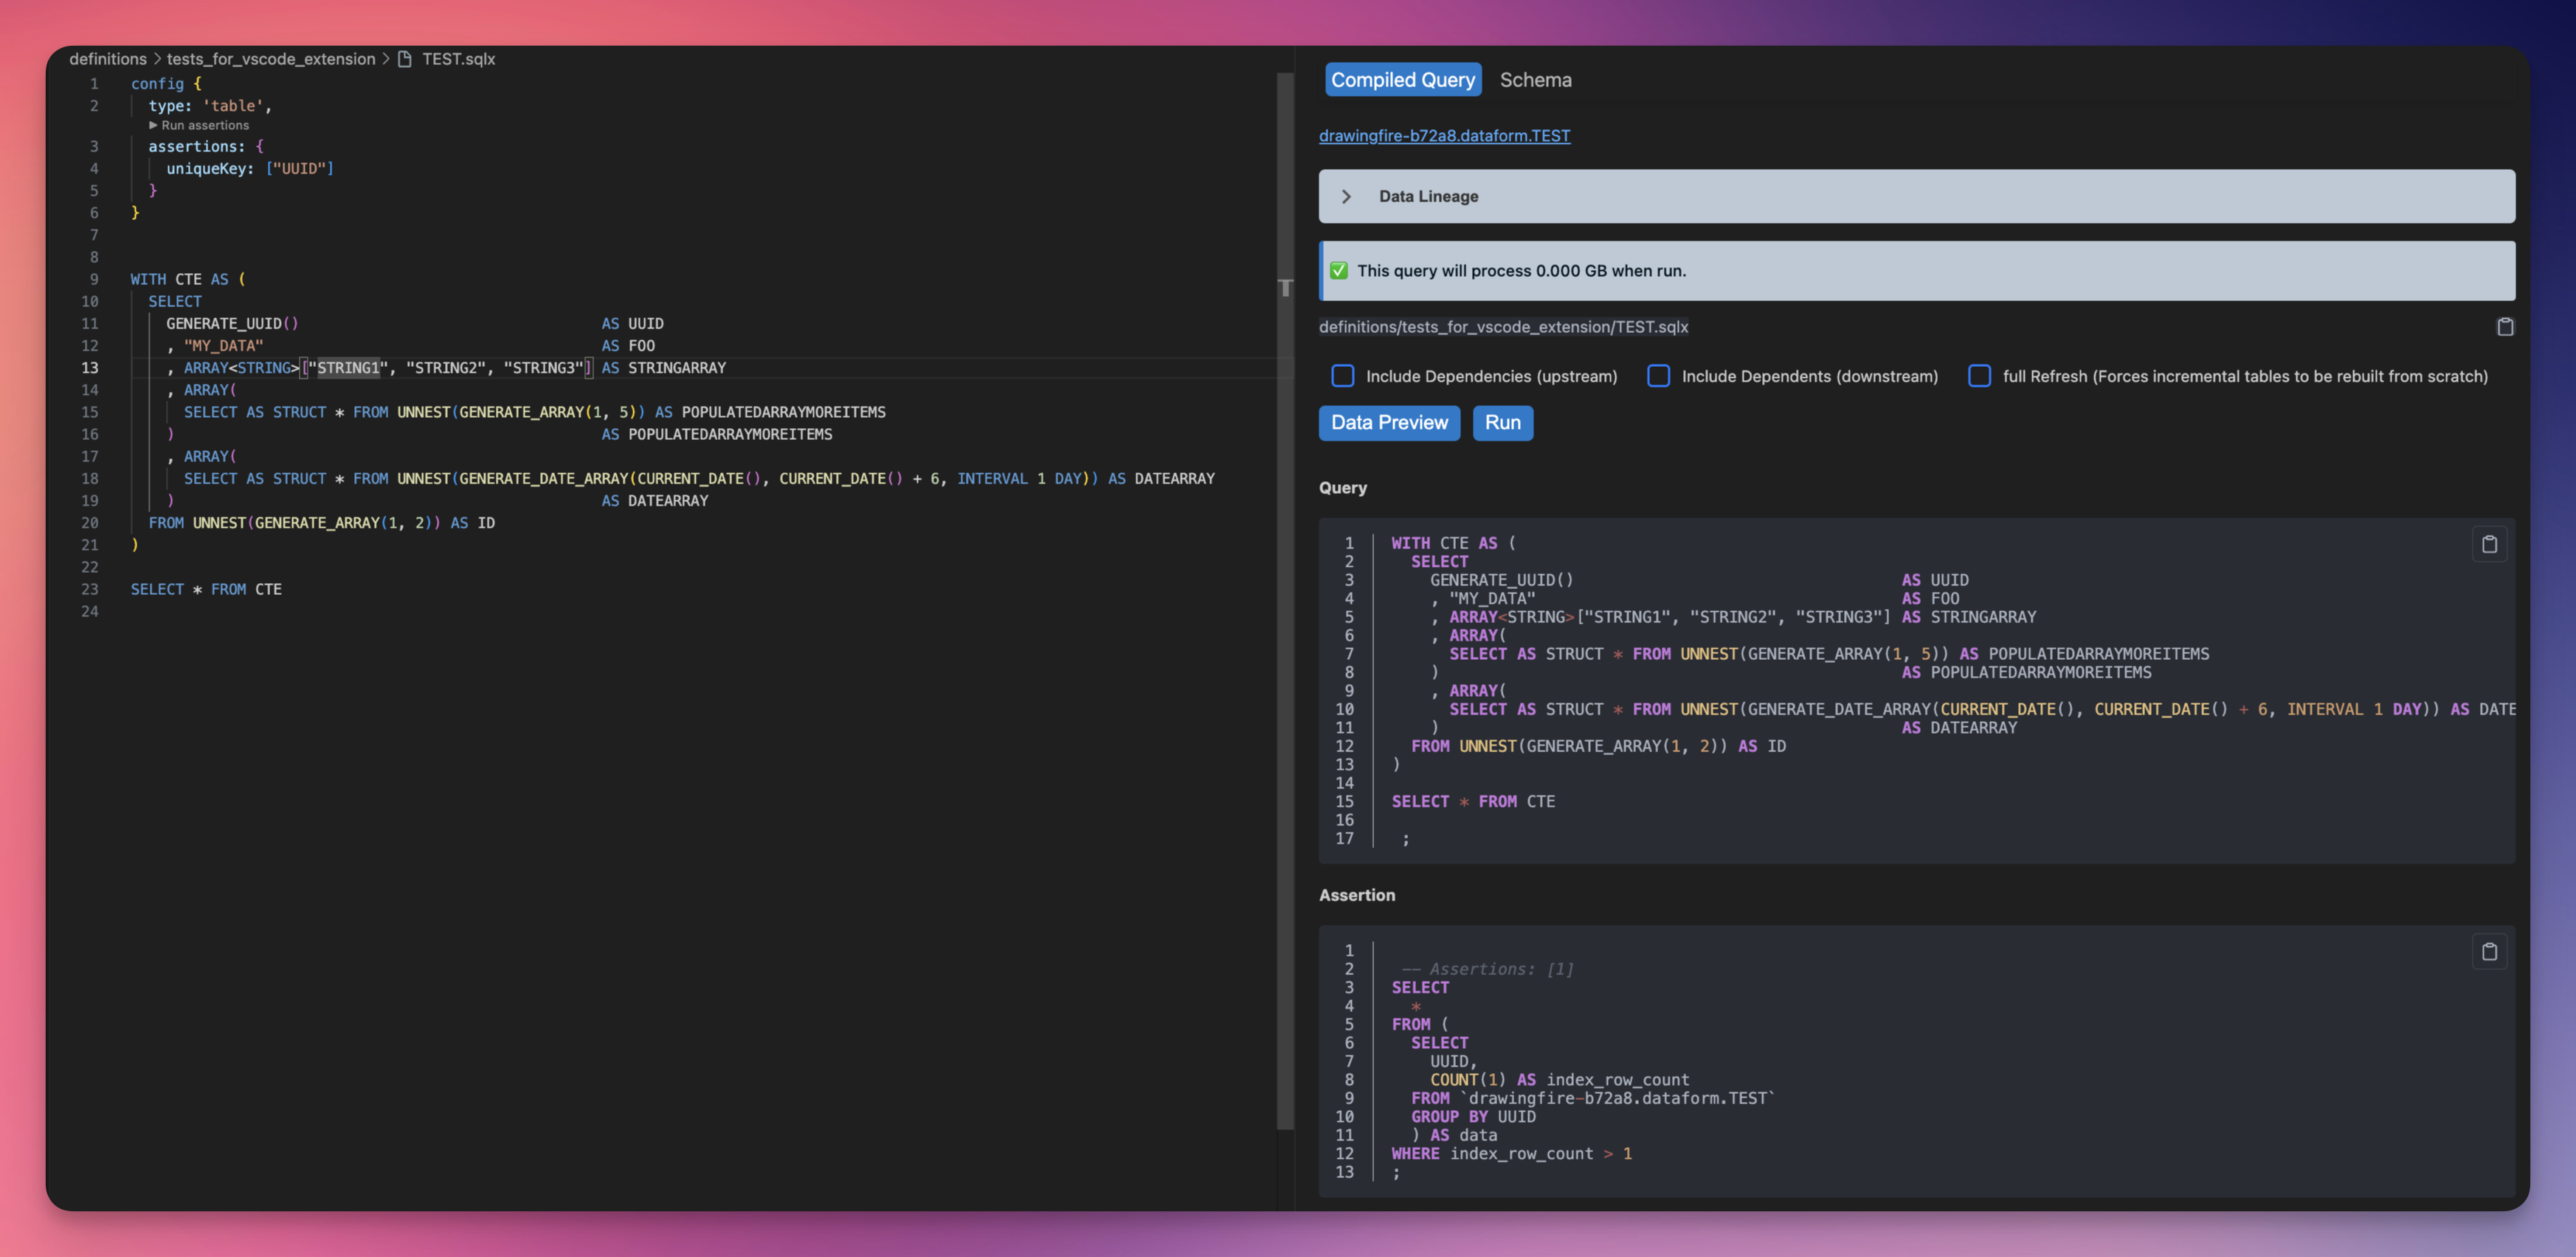 definitions > tests_for_vscode_extension > TEST.sqlx
1 config {
2 type: 'table',
Run assertions
3 assertions: {
4 uniqueKey: ["UUID"]
5 }
6 }
7
8
9 WITH CTE AS (
10 SELECT
11 GENERATE_UUID() AS UUID
12 , "MY_DATA" AS FOO
13 , ARRAY<STRING>["STRING1", "STRING2", "STRING3"] AS STRINGARRAY
14 , ARRAY(
15 SELECT AS STRUCT * FROM UNNEST(GENERATE_ARRAY(1, 5)) AS POPULATEDARRAYMOREITEMS
16 ) AS POPULATEDARRAYMOREITEMS
17 , ARRAY(
18 SELECT AS STRUCT * FROM UNNEST(GENERATE_DATE_ARRAY(CURRENT_DATE(), CURRENT_DATE() + 6, INTERVAL 1 DAY)) AS DATEARRAY
19 ) AS DATEARRAY
20 FROM UNNEST(GENERATE_ARRAY(1, 2)) AS ID
21 )
22
23 SELECT * FROM CTE
24
Compiled Query Schema
drawingfire-b72a8.dataform.TEST
Data Lineage
✅ This query will process 0.000 GB when run.
definitions/tests_for_vscode_extension/TEST.sqlx
Include Dependencies (upstream) Include Dependents (downstream) full Refresh (Forces incremental tables to be rebuilt from scratch)
Data Preview Run
Query
1 WITH CTE AS (
2 SELECT
3 GENERATE_UUID() AS UUID
4 , "MY_DATA" AS FOO
5 , ARRAY<STRING>["STRING1", "STRING2", "STRING3"] AS STRINGARRAY
6 , ARRAY(
7 SELECT AS STRUCT * FROM UNNEST(GENERATE_ARRAY(1, 5)) AS POPULATEDARRAYMOREITEMS
8 ) AS POPULATEDARRAYMOREITEMS
9 , ARRAY(
10 SELECT AS STRUCT * FROM UNNEST(GENERATE_DATE_ARRAY(CURRENT_DATE(), CURRENT_DATE() + 6, INTERVAL 1 DAY)) AS DATE
11 ) AS DATEARRAY
12 FROM UNNEST(GENERATE_ARRAY(1, 2)) AS ID
13 )
14
15 SELECT * FROM CTE
16
17 ;
Assertion
1
2 -- Assertions: [1]
3 SELECT
4 *
5 FROM (
6 SELECT
7 UUID,
8 COUNT(1) AS index_row_count
9 FROM `drawingfire-b72a8.dataform.TEST`
10 GROUP BY UUID
11 ) AS data
12 WHERE index_row_count > 1
13 ;